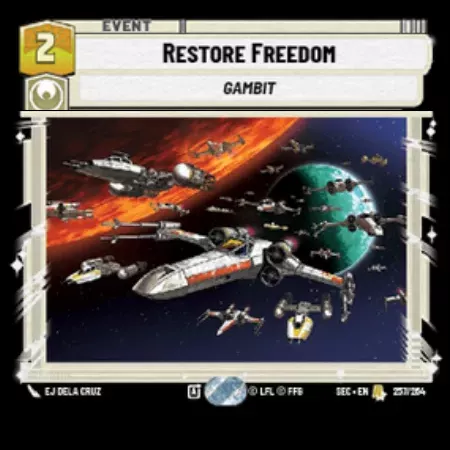 EVENT
2
RESTORE FREEDOM
GAMBIT
EJ DELA CRUZ
A
© LFL © FFG
SEC • EN
257/264